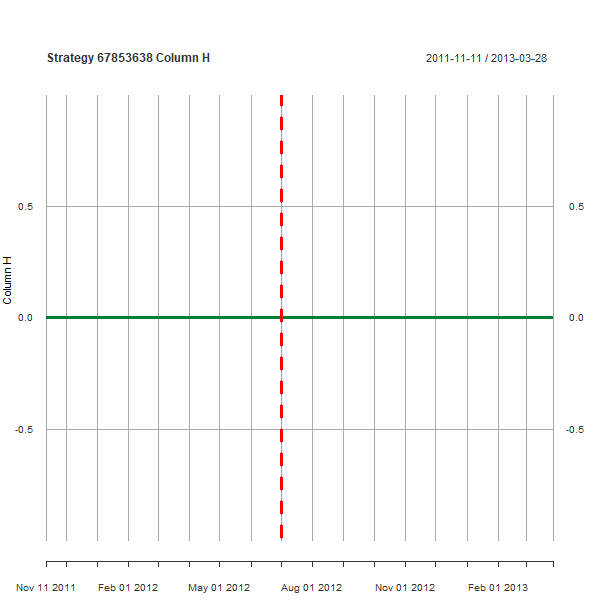 Strategy 67853638 Column H
2011-11-11 / 2013-03-28
0.5
0.5
Column H
0.0
0.0
-0.5
-0.5
Nov 11 2011
Feb 01 2012
May 01 2012
Aug 01 2012
Nov 01 2012
Feb 01 2013